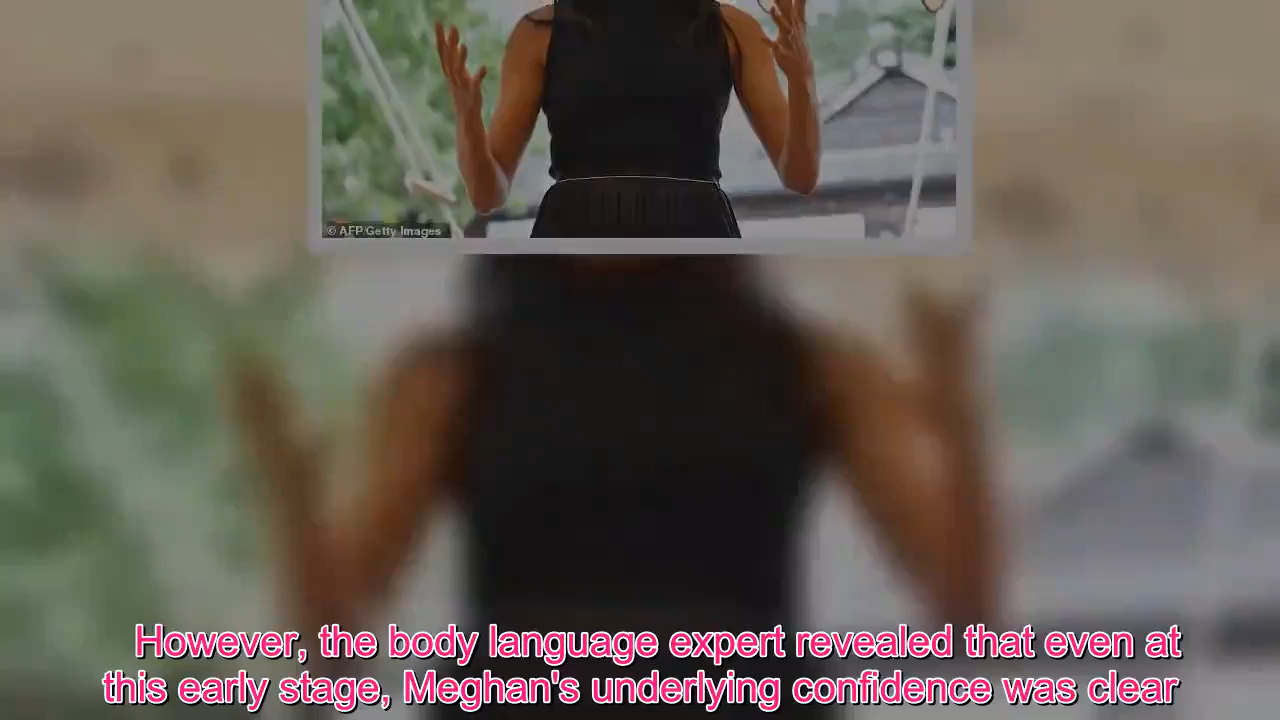 © AFP/Getty Images
However, the body language expert revealed that even at
this early stage, Meghan's underlying confidence was clear